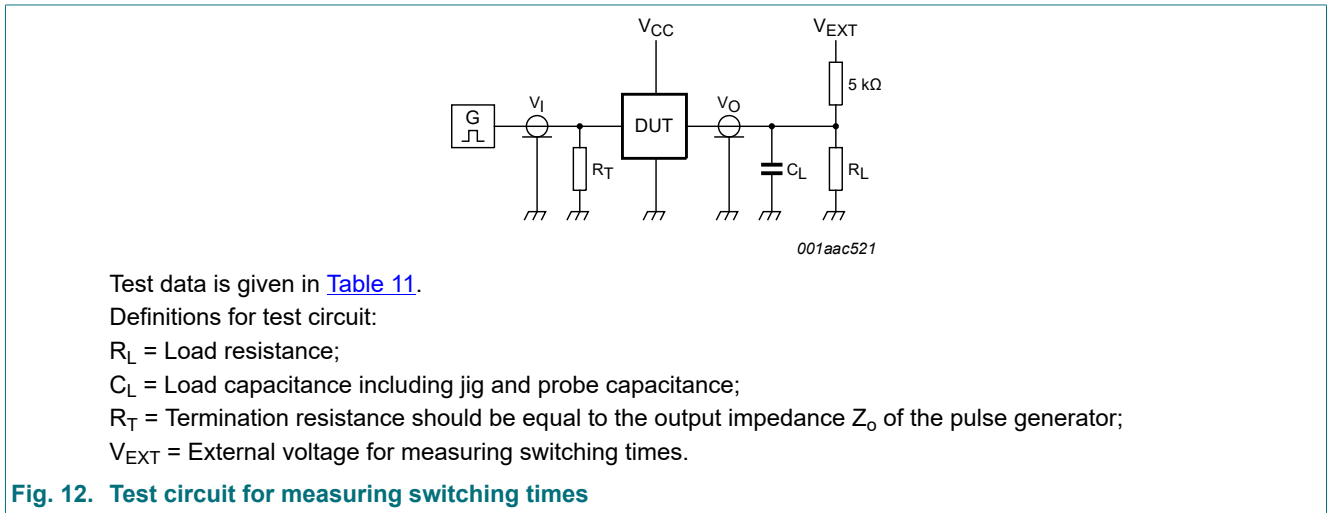 VCC
VEXT
5 kΩ
G
VI
DUT
VO
RT
CL
RL
001aac521
Test data is given in Table 11.
Definitions for test circuit:
RL = Load resistance;
CL = Load capacitance including jig and probe capacitance;
RT = Termination resistance should be equal to the output impedance Zo of the pulse generator;
VEXT = External voltage for measuring switching times.
Fig. 12. Test circuit for measuring switching times